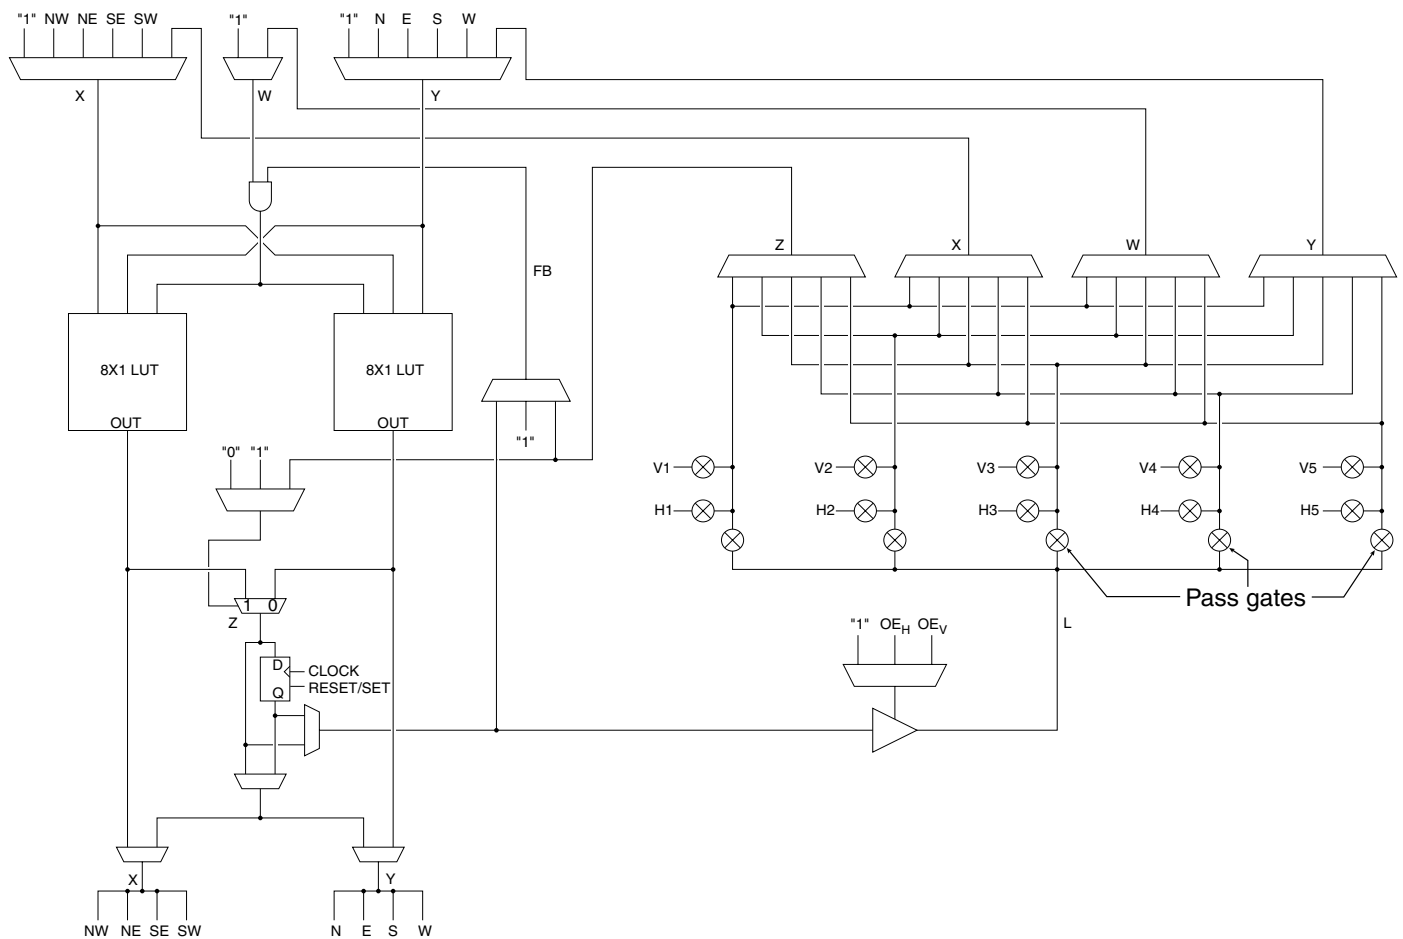 "1" NW NE SE SW "1" "1" N E S W
X W Y
Z X W Y
FB
8X1 LUT 8X1 LUT
OUT OUT
"1"
"0" "1"
V1 V2 V3 V4 V5
H1 H2 H3 H4 H5
1 0
Pass gates
Z
"1" OEH OEV
L
D
CLOCK
Q RESET/SET
X Y
NW NE SE SW N E S W